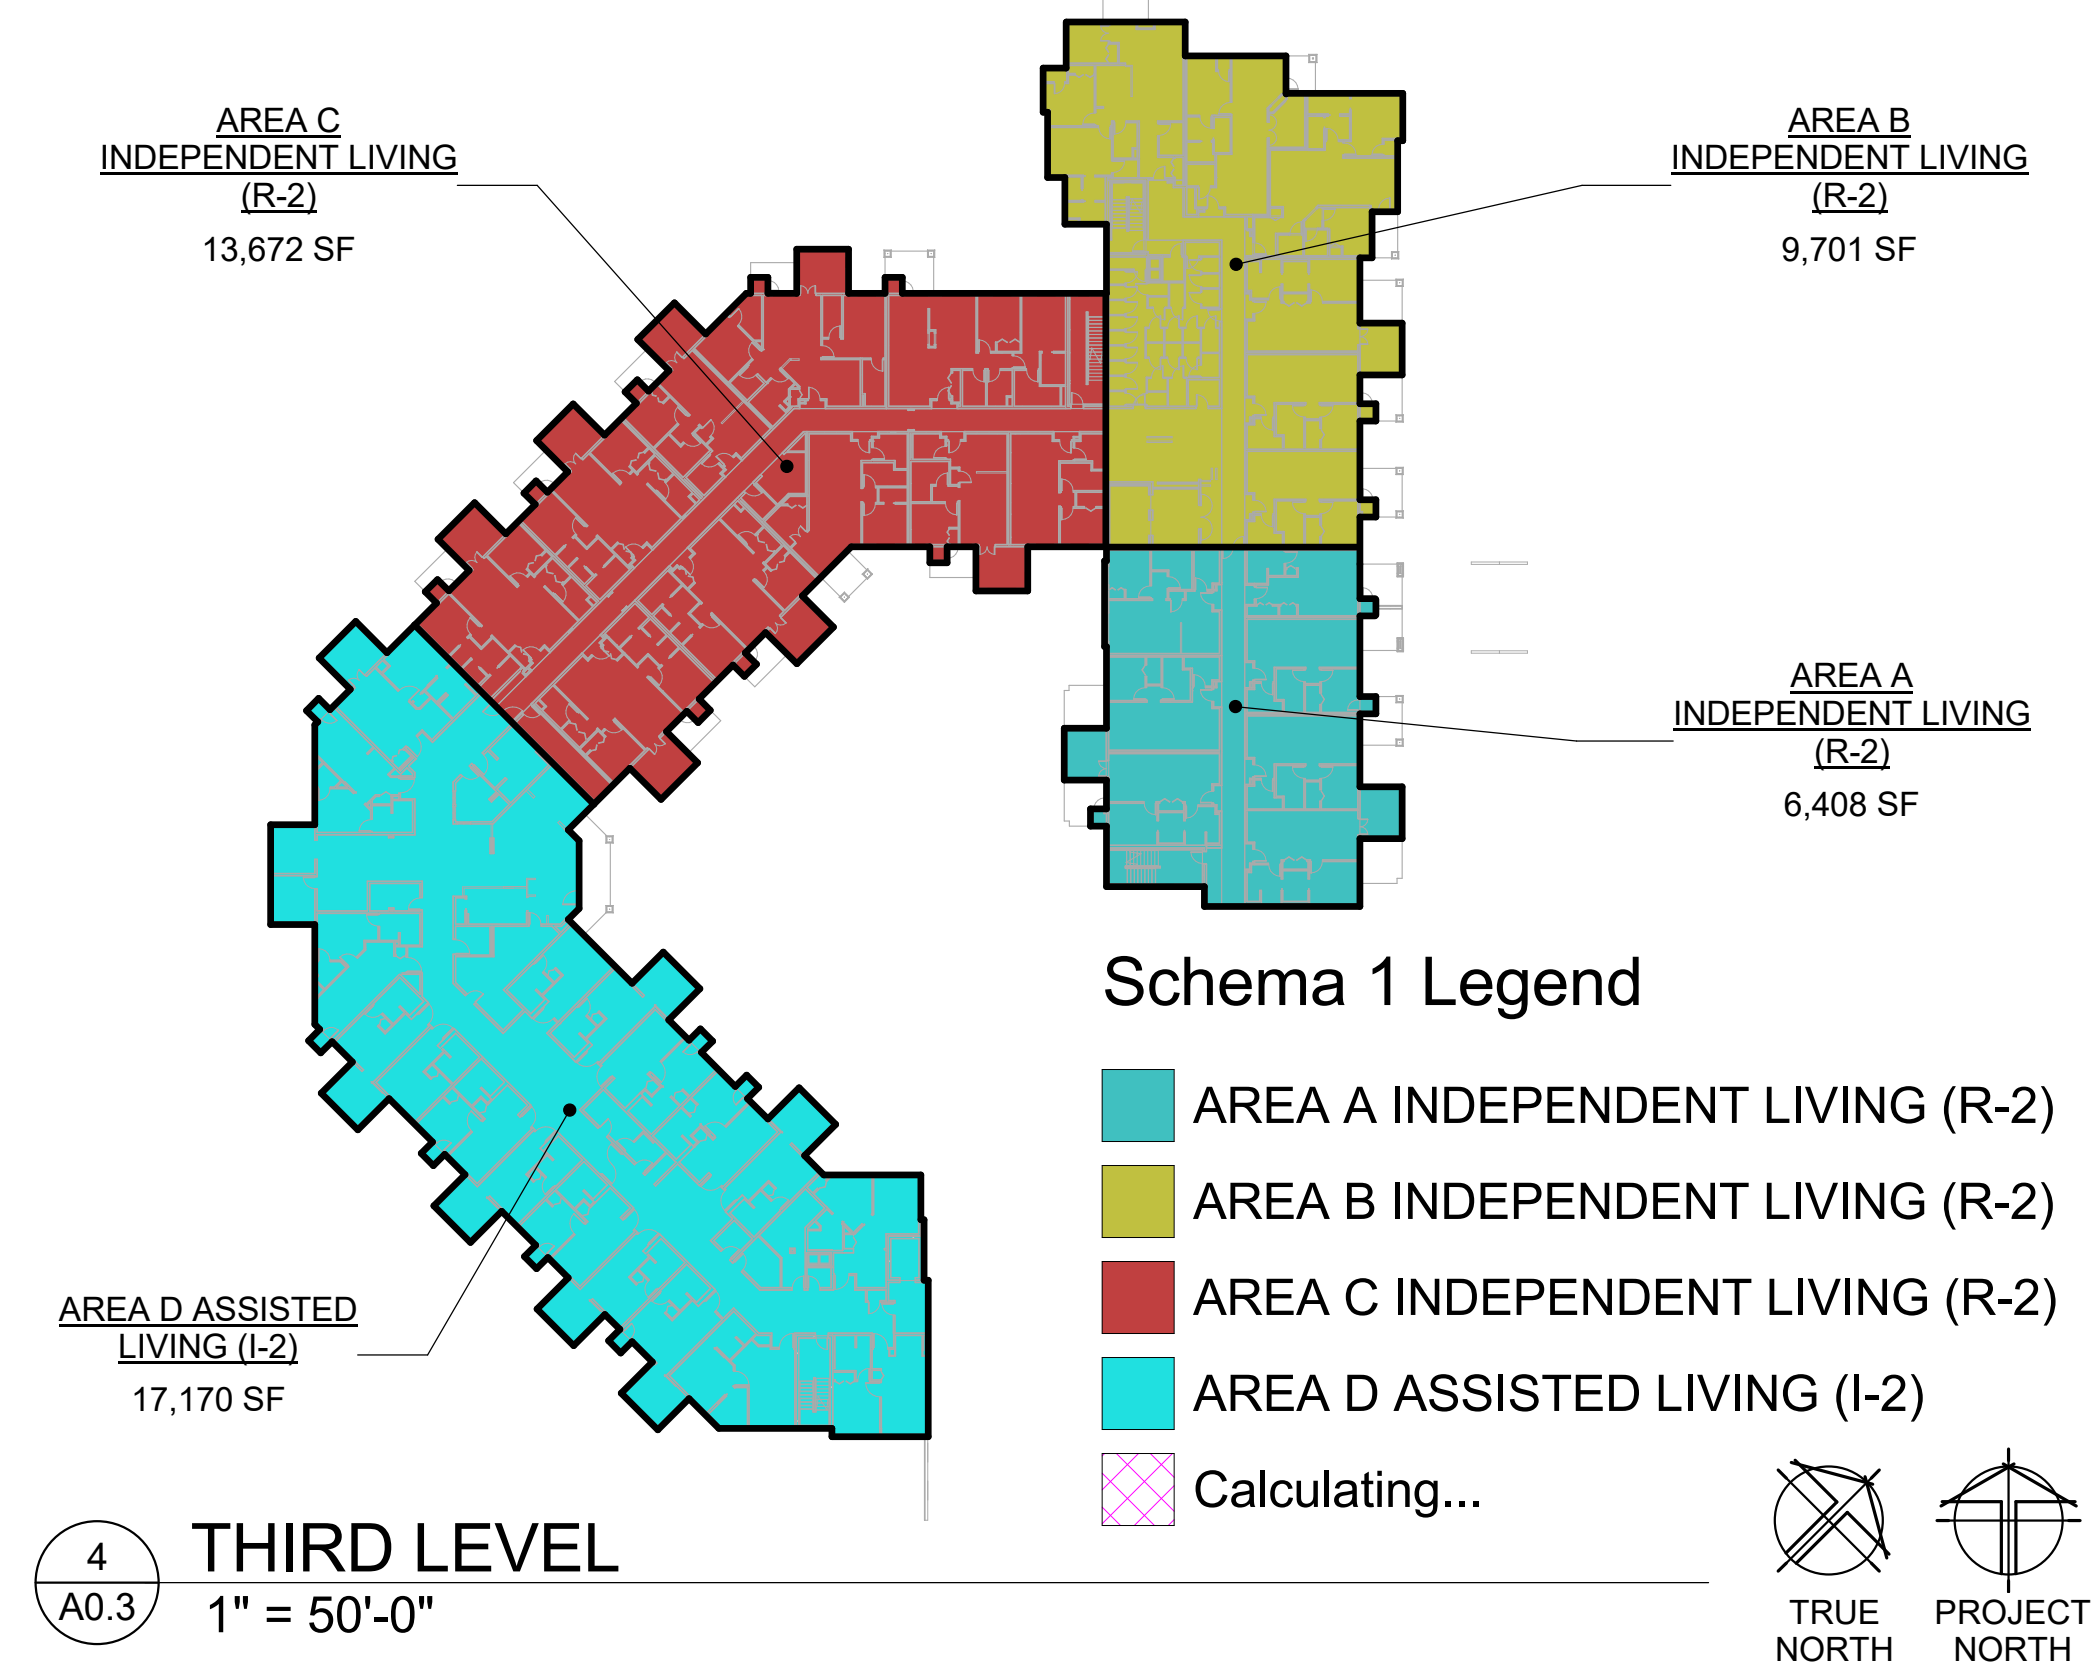 AREA C
INDEPENDENT LIVING
(R-2)
13,672 SF
AREA B
INDEPENDENT LIVING
(R-2)
9,701 SF
AREA A
INDEPENDENT LIVING
(R-2)
6,408 SF
AREA D ASSISTED
LIVING (I-2)
17,170 SF
Schema 1 Legend
AREA A INDEPENDENT LIVING (R-2)
AREA B INDEPENDENT LIVING (R-2)
AREA C INDEPENDENT LIVING (R-2)
AREA D ASSISTED LIVING (I-2)
Calculating...
4
A0.3
THIRD LEVEL
1" = 50'-0"
TRUE
NORTH
PROJECT
NORTH